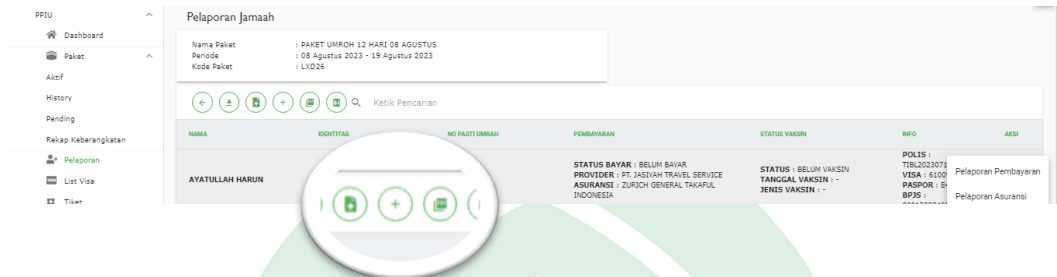 PPIU
Dashboard
Paket
Aktif
History
Pending
Rekap Keberangkatan
Pelaporan
List Visa
Tiket
Pelaporan Jamaah
Nama Paket : PAKET UMROH 12 HARI 08 AGUSTUS
Periode : 08 Agustus 2023 - 19 Agustus 2023
Kode Paket : LXD26
Ketik Pencarian
NAMA IDENTITAS NO PASTI UMRAH PEMBAYARAN STATUS VAKSIN INFO AKSI
AYATULLAH HARUN
STATUS BAYAR : BELUM BAYAR
PROVIDER : PT. JASIYAH TRAVEL SERVICE
ASURANSI : ZURICH GENERAL TAKAFUL
INDONESIA
STATUS : BELUM VAKSIN
TANGGAL VAKSIN : -
JENIS VAKSIN : -
POLIS :
TIBL202307
VISA : 6100
PASPOR :
BPJS :
Pelaporan Pembayaran
Pelaporan Asuransi